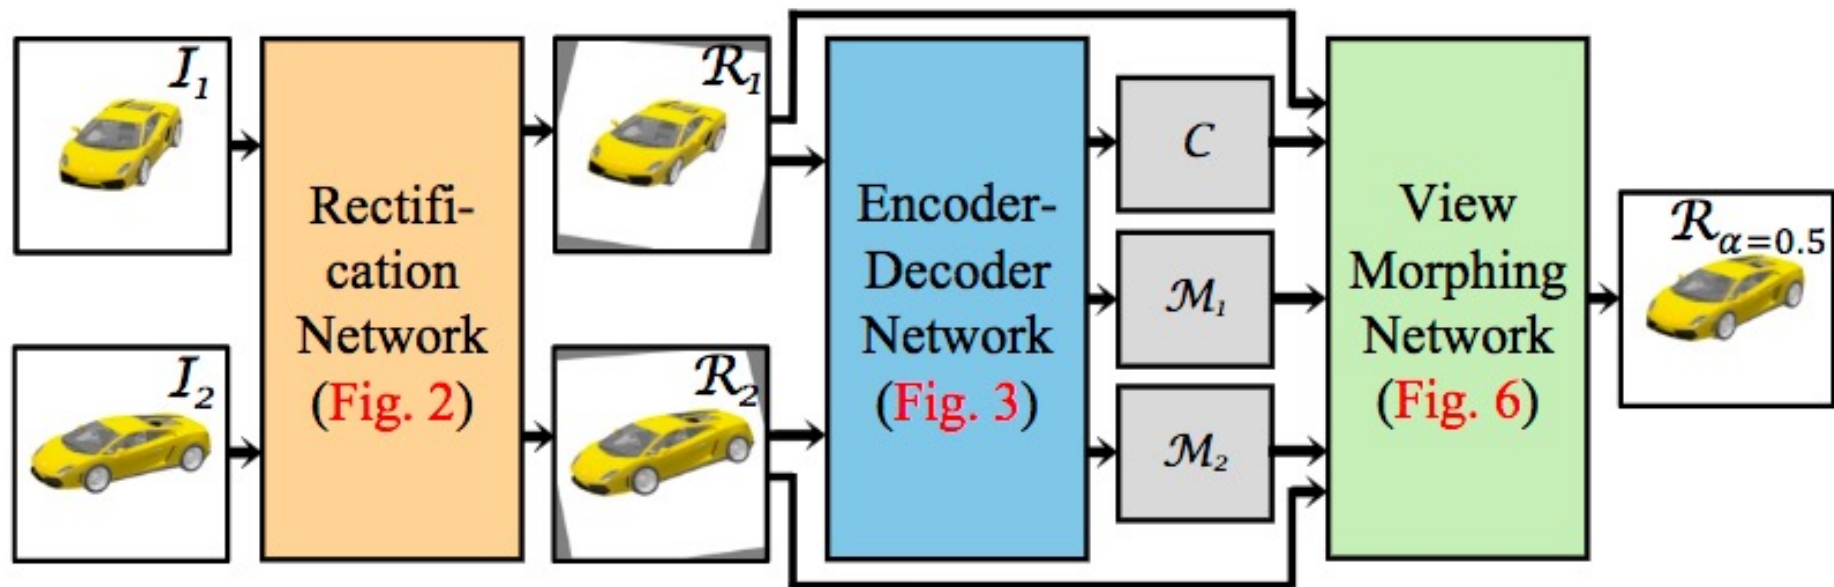 I₁
I₂
Rectifi-
cation
Network
(Fig. 2)
R₁
R₂
Encoder-
Decoder
Network
(Fig. 3)
C
M₁
M₂
View
Morphing
Network
(Fig. 6)
R α=0.5